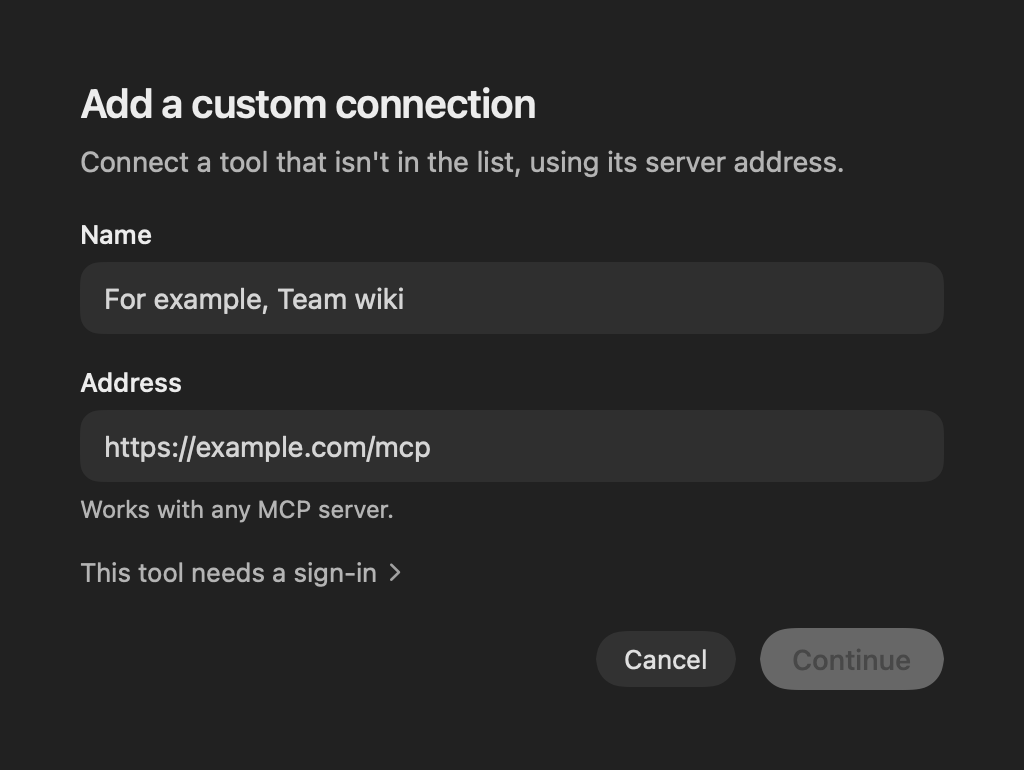 Add a custom connection
Connect a tool that isn't in the list, using its server address.
Name
For example, Team wiki
Address
https://example.com/mcp
Works with any MCP server.
This tool needs a sign-in >
Cancel
Continue